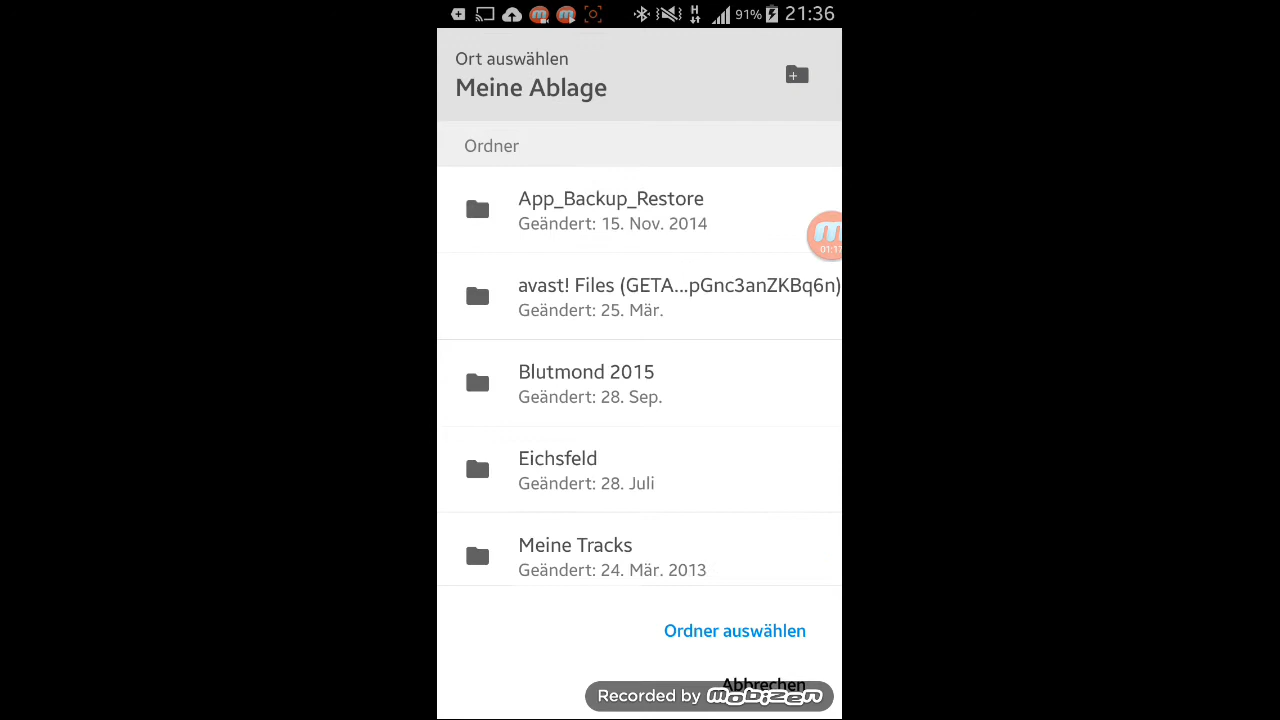 H 91% 21:36
Ort auswählen
Meine Ablage
Ordner
App_Backup_Restore
Geändert: 15. Nov. 2014
01:17
avast! Files (GETA...pGnc3anZKBq6n)
Geändert: 25. Mär.
Blutmond 2015
Geändert: 28. Sep.
Eichsfeld
Geändert: 28. Juli
Meine Tracks
Geändert: 24. Mär. 2013
Ordner auswählen
Abbrechen
Recorded by mobizen